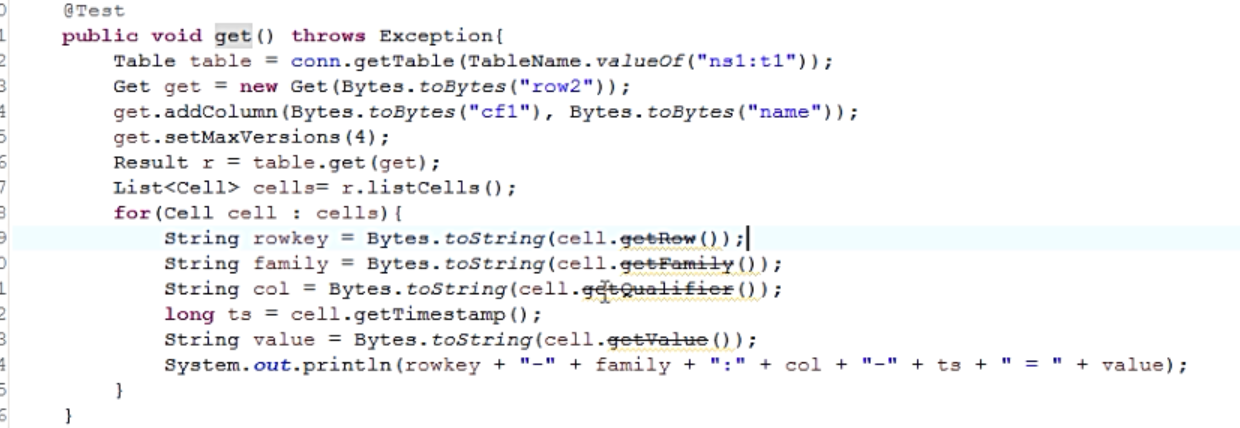 @Test
public void get() throws Exception{
Table table = conn.getTable(TableName.valueOf("ns1:t1"));
Get get = new Get(Bytes.toBytes("row2"));
get.addColumn(Bytes.toBytes("cf1"), Bytes.toBytes("name"));
get.setMaxVersions(4);
Result r = table.get(get);
List<Cell> cells= r.listCells();
for(Cell cell : cells){
String rowkey = Bytes.toString(cell.getRow());
String family = Bytes.toString(cell.getFamily());
String col = Bytes.toString(cell.getQualifier());
long ts = cell.getTimestamp();
String value = Bytes.toString(cell.getValue());
System.out.println(rowkey + "-" + family + ":" + col + "-" + ts + " = " + value);
}
}